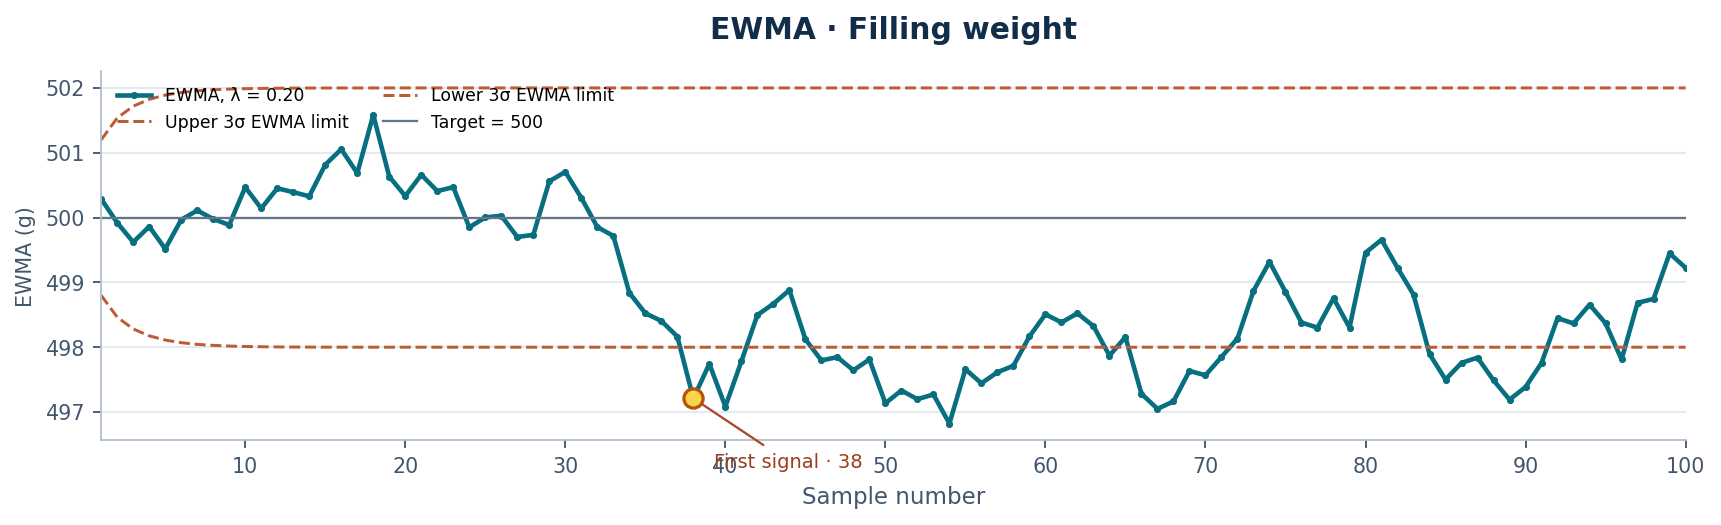 EWMA · Filling weight
EWMA (g)
502
501
500
499
498
497
EWMA, λ = 0.20
Upper 3σ EWMA limit
Lower 3σ EWMA limit
Target = 500
First signal · 38
10 20 30 40 50 60 70 80 90 100
Sample number